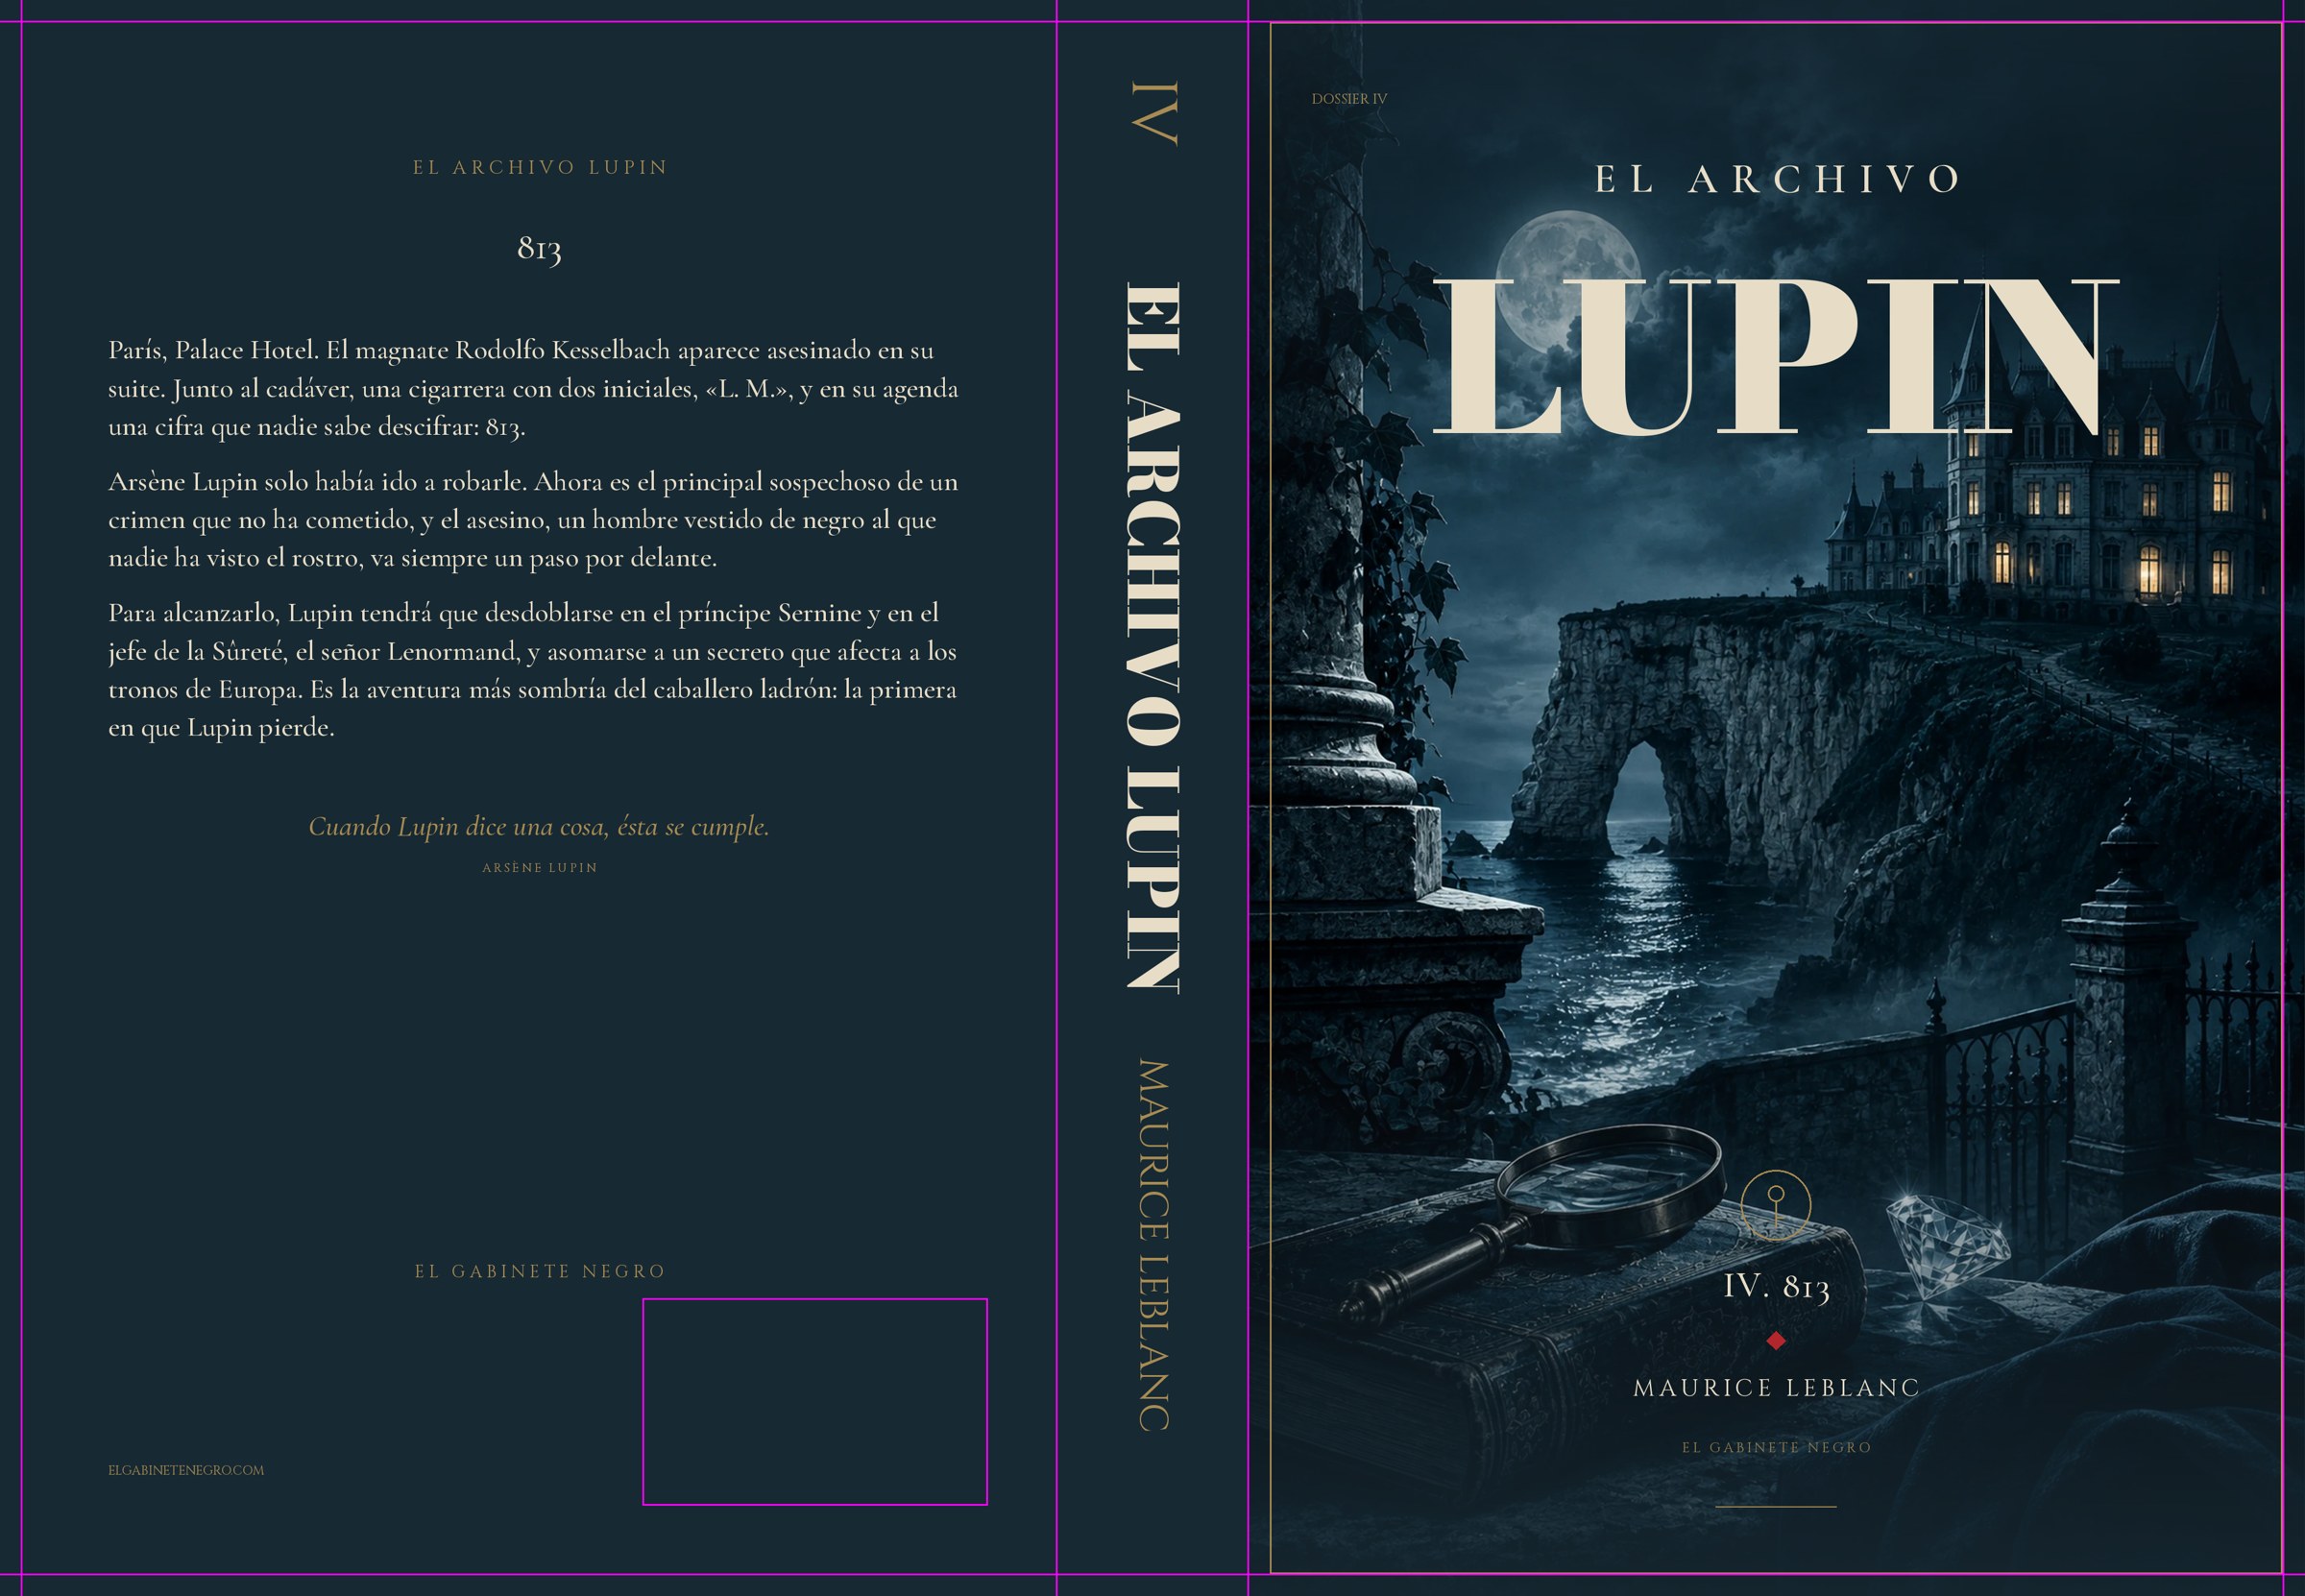 EL ARCHIVO LUPIN
813
París, Palace Hotel. El magnate Rodolfo Kesselbach aparece asesinado en su
suite. Junto al cadáver, una cigarrera con dos iniciales, «L. M.», y en su agenda
una cifra que nadie sabe descifrar: 813.
Arsène Lupin solo había ido a robarle. Ahora es el principal sospechoso de un
crimen que no ha cometido, y el asesino, un hombre vestido de negro al que
nadie ha visto el rostro, va siempre un paso por delante.
Para alcanzarlo, Lupin tendrá que desdoblarse en el príncipe Sernine y en el
jefe de la Sûreté, el señor Lenormand, y asomarse a un secreto que afecta a los
tronos de Europa. Es la aventura más sombría del caballero ladrón: la primera
en que Lupin pierde.
Cuando Lupin dice una cosa, ésta se cumple.
ARSÈNE LUPIN
EL GABINETE NEGRO
ELGABINETENEGRO.COM
IV
EL ARCHIVO LUPIN
MAURICE LEBLANC
DOSSIER IV
EL ARCHIVO
LUPIN
IV. 813
MAURICE LEBLANC
EL GABINETE NEGRO